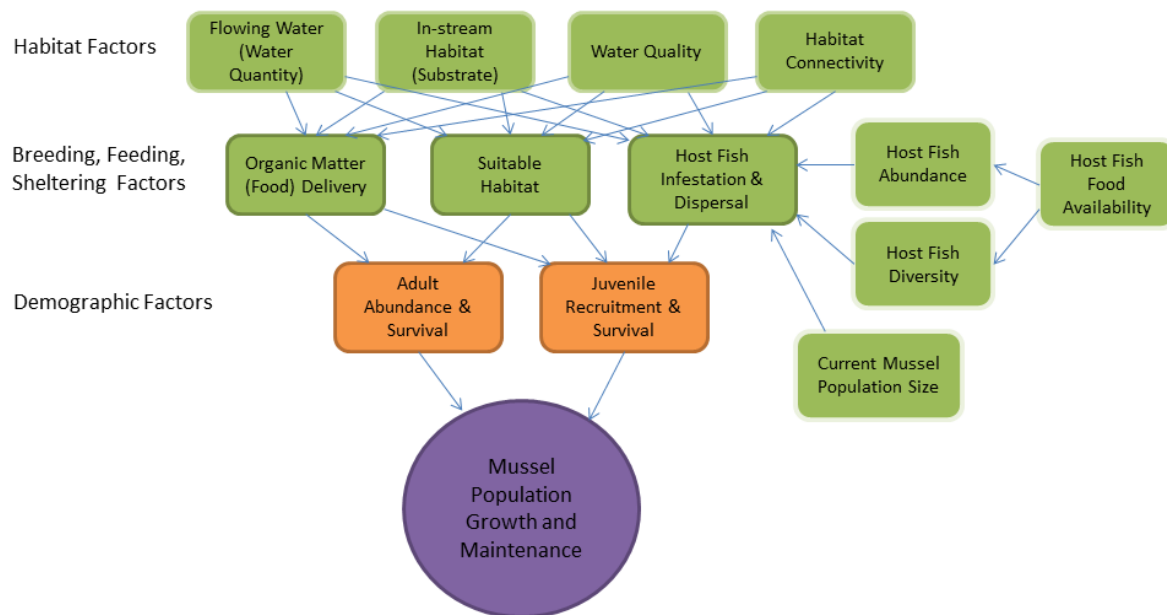 Habitat Factors
Flowing Water
(Water
Quantity)
In-stream
Habitat
(Substrate)
Water Quality
Habitat
Connectivity
Breeding, Feeding,
Sheltering Factors
Organic Matter
(Food) Delivery
Suitable
Habitat
Host Fish
Infestation &
Dispersal
Host Fish
Abundance
Host Fish
Food
Availability
Host Fish
Diversity
Demographic Factors
Adult
Abundance &
Survival
Juvenile
Recruitment &
Survival
Current Mussel
Population Size
Mussel
Population
Growth and
Maintenance